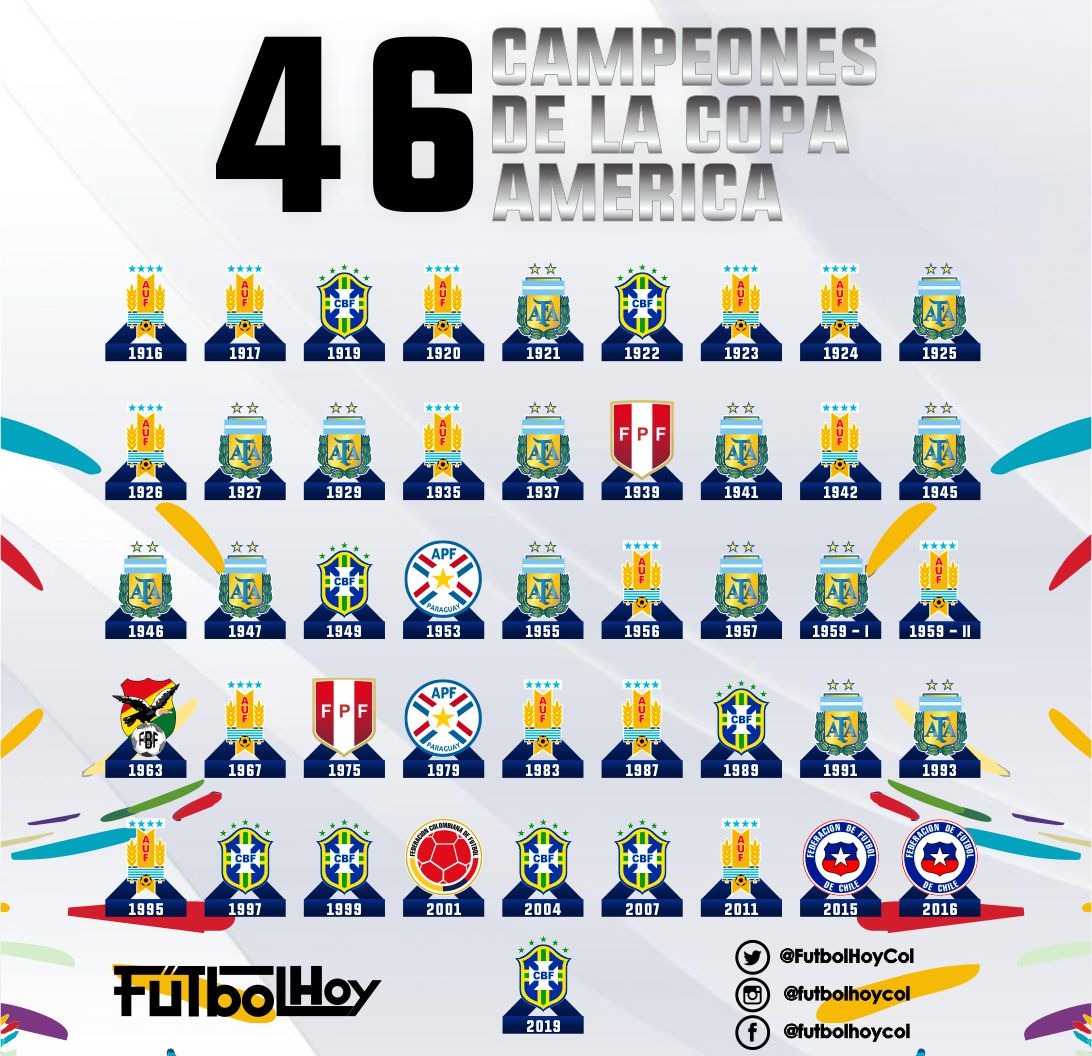 46
CAMPEONES
DE LA COPA
AMERICA
AUF AUF CBF AUF AFA CBF AUF AUF AFA
1916 1917 1919 1920 1921 1922 1923 1924 1925
AUF AFA AFA AUF AFA FPF AFA AUF AFA
1926 1927 1929 1935 1937 1939 1941 1942 1945
AFA AFA CBF APF PARAGUAY AFA AUF AFA AFA AUF
1946 1947 1949 1953 1955 1956 1957 1959 - I 1959 - II
FBF AUF FPF APF PARAGUAY AUF AUF CBF AFA AFA
1963 1967 1975 1979 1983 1987 1989 1991 1993
AUF CBF CBF FEDERACION COLOMBIANA DE FUTBOL CBF CBF AUF FEDERACION DE FUTBOL DE CHILE FEDERACION DE FUTBOL DE CHILE
1995 1997 1999 2001 2004 2007 2011 2015 2016
FÚTbolHoy
CBF
2019
@FutbolHoyCol
@futbolhoycol
@futbolhoycol